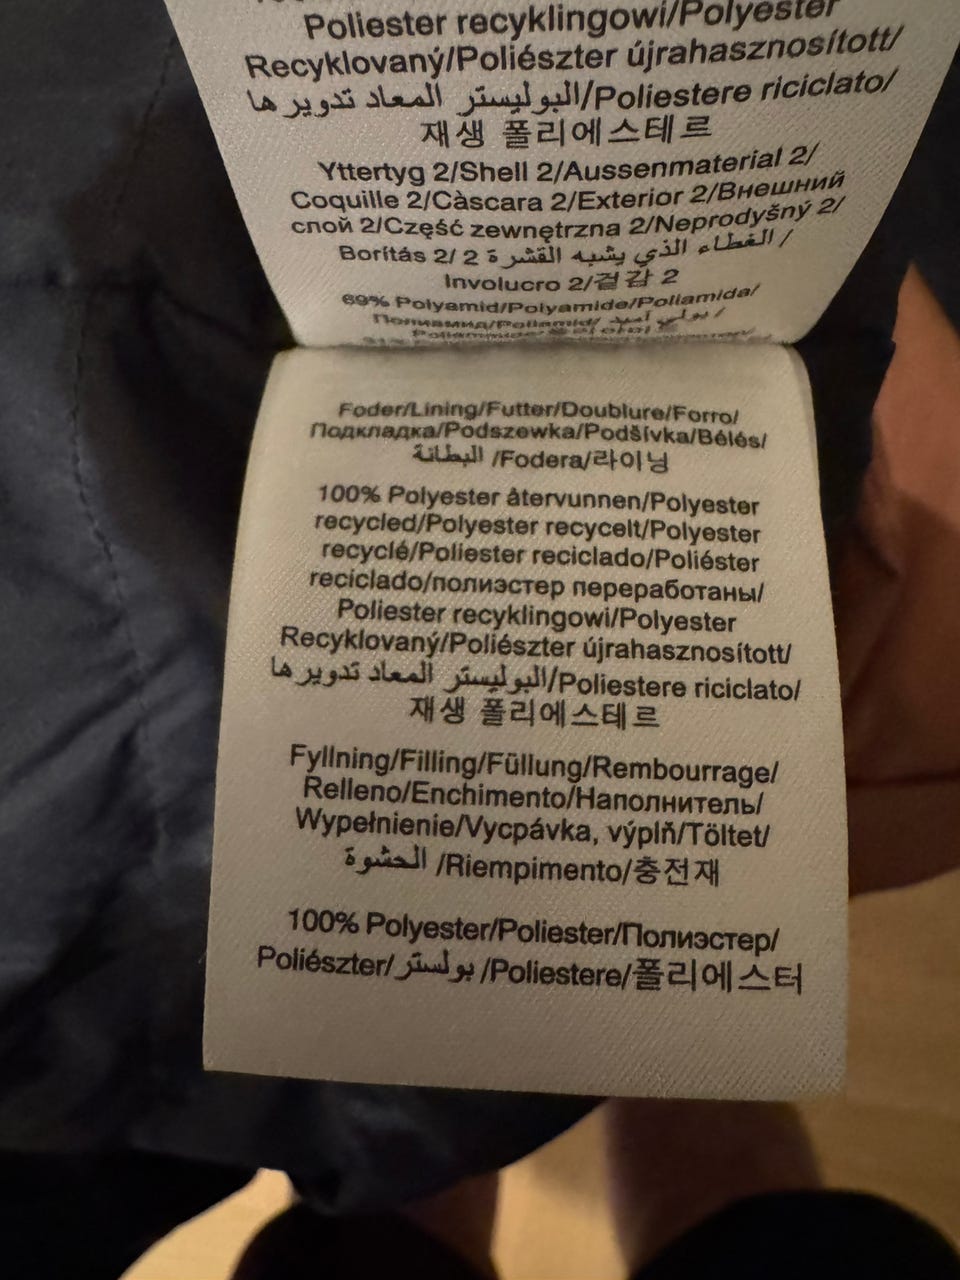 Poliester recyklingowi/Polyester
Recyklovaný/Poliészter újrahasznosított/
البوليستر المعاد تدويرها/Poliestere riciclato/
재생 폴리에스테르
Yttertyg 2/Shell 2/Aussenmaterial 2/
Coquille 2/Càscara 2/Exterior 2/Внешний
слой 2/Część zewnętrzna 2/Neprodyšný 2/
Borítás 2/ الغطاء الذي يشبه القشرة 2 /
Involucro 2/겉감 2
69% Polyamid/Polyamide/Poliamida/
Полиамид/Poliamid/ بولي أميد /
Foder/Lining/Futter/Doublure/Forro/
Подкладка/Podszewka/Podšívka/Bélés/
البطانة /Fodera/라이닝
100% Polyester återvunnen/Polyester
recycled/Polyester recycelt/Polyester
recyclé/Poliester reciclado/Poliéster
reciclado/полиэстер переработаны/
Poliester recyklingowi/Polyester
Recyklovaný/Poliészter újrahasznosított/
البوليستر المعاد تدويرها/Poliestere riciclato/
재생 폴리에스테르
Fyllning/Filling/Füllung/Rembourrage/
Relleno/Enchimento/Наполнитель/
Wypełnienie/Vycpávka, výplň/Töltet/
الحشوة /Riempimento/충전재
100% Polyester/Poliester/Полиэстер/
Poliészter/ بولستر /Poliestere/폴리에스터